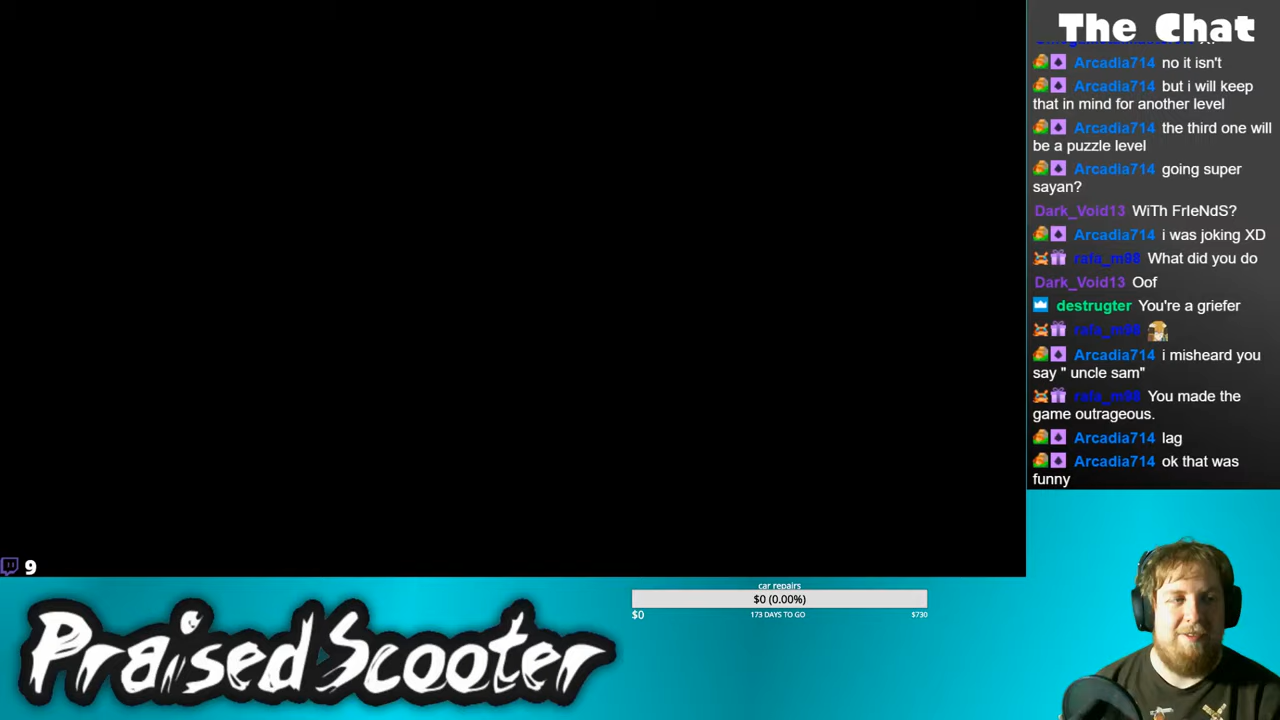 The Chat
Arcadia714 no it isn't
Arcadia714 but i will keep
that in mind for another level
Arcadia714 the third one will
be a puzzle level
Arcadia714 going super
sayan?
Dark_Void13 WiTh FrIeNdS?
Arcadia714 i was joking XD
rafa_m98 What did you do
Dark_Void13 Oof
destrugter You're a griefer
rafa_m98
Arcadia714 i misheard you
say " uncle sam"
rafa_m98 You made the
game outrageous.
Arcadia714 lag
Arcadia714 ok that was
funny
9
car repairs
$0 (0.00%)
$0 173 DAYS TO GO $730
PraisedScooter